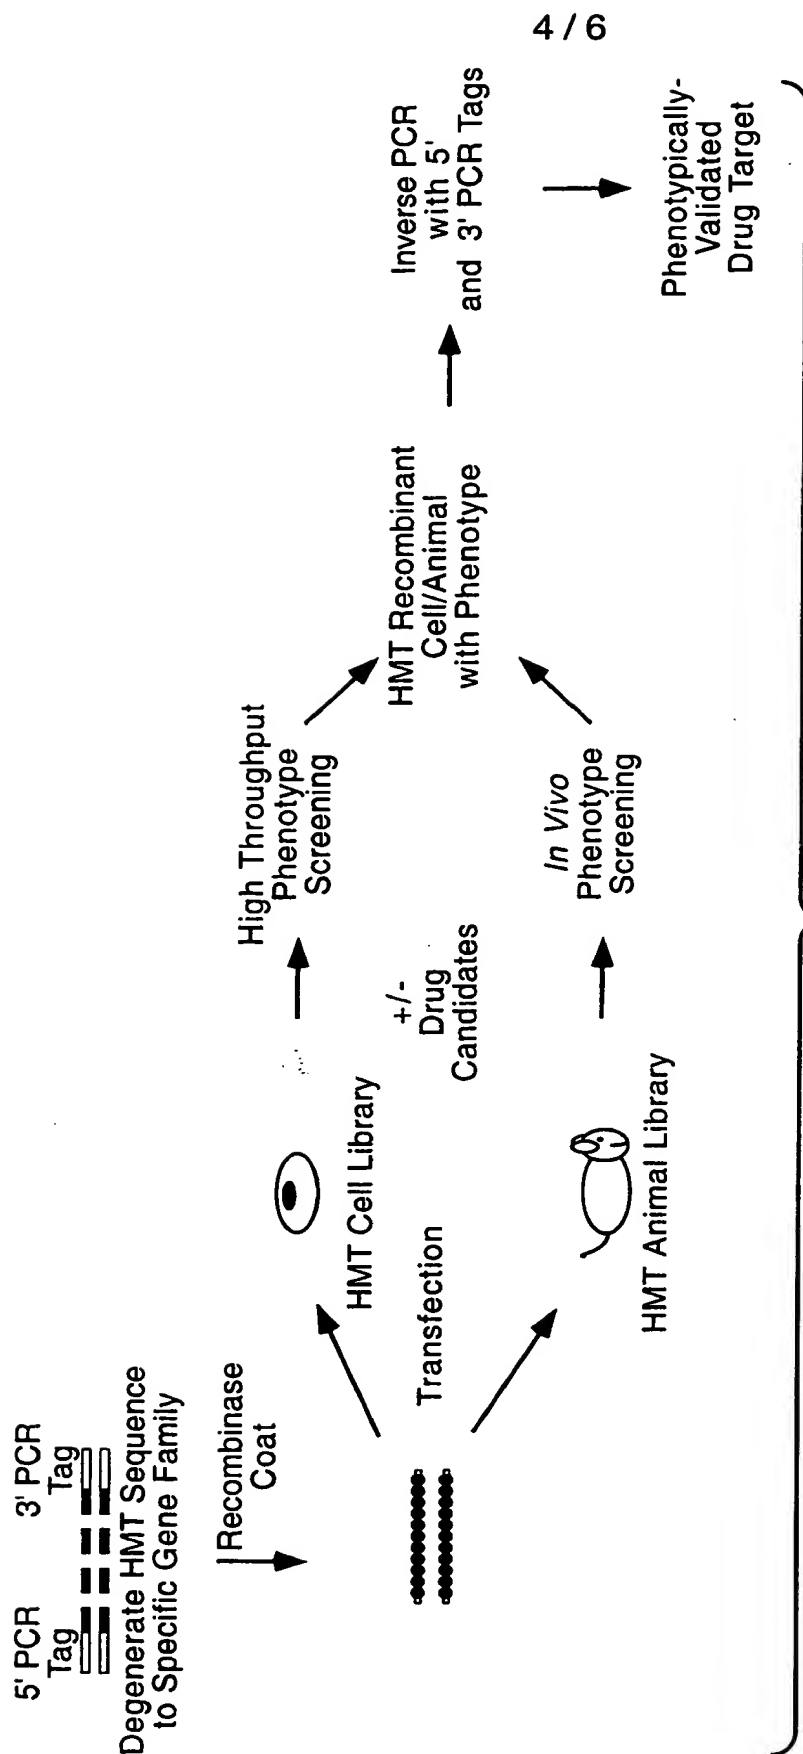 4 / 6
5' PCR
Tag
3' PCR
Tag
Degenerate HMT Sequence
to Specific Gene Family
Recombinase
Coat
Transfection
HMT Cell Library
HMT Animal Library
+/-
Drug
Candidates
High Throughput
Phenotype
Screening
In Vivo
Phenotype
Screening
HMT Recombinant
Cell/Animal
with Phenotype
Inverse PCR
with 5'
and 3' PCR Tags
Phenotypically-
Validated
Drug Target